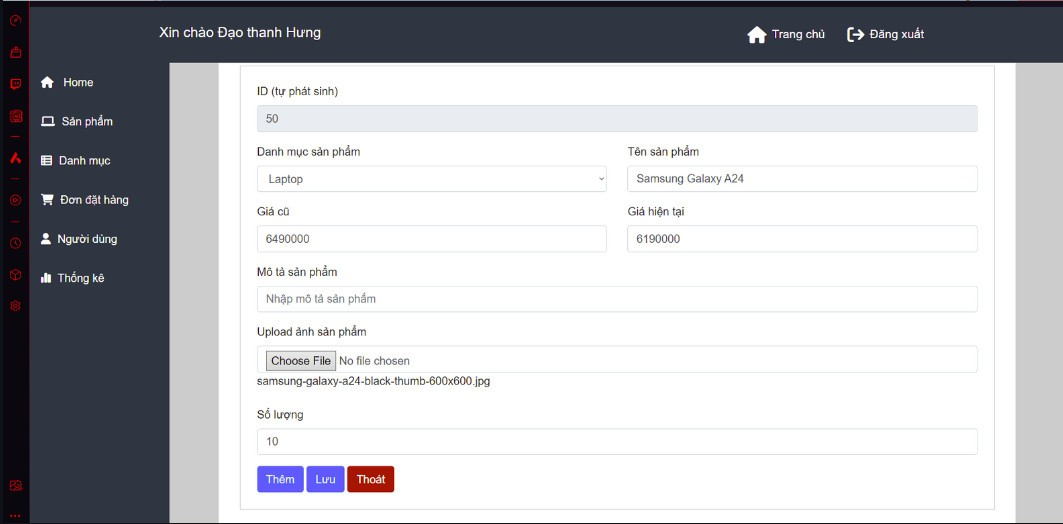 Xin chào Đạo thanh Hưng
Trang chủ
Đăng xuất
Home
Sản phẩm
Danh mục
Đơn đặt hàng
Người dùng
Thống kê
ID (tự phát sinh)
50
Danh mục sản phẩm
Tên sản phẩm
Laptop
Samsung Galaxy A24
Giá cũ
Giá hiện tại
6490000
6190000
Mô tả sản phẩm
Nhập mô tả sản phẩm
Upload ảnh sản phẩm
Choose File No file chosen
samsung-galaxy-a24-black-thumb-600x600.jpg
Số lượng
10
Thêm
Lưu
Thoát